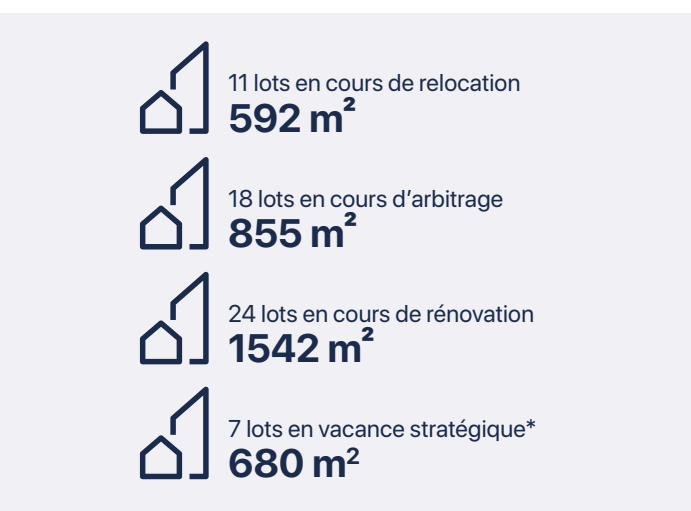 11 lots en cours de relocation
592 m²
18 lots en cours d’arbitrage
855 m²
24 lots en cours de rénovation
1542 m²
7 lots en vacance stratégique*
680 m²